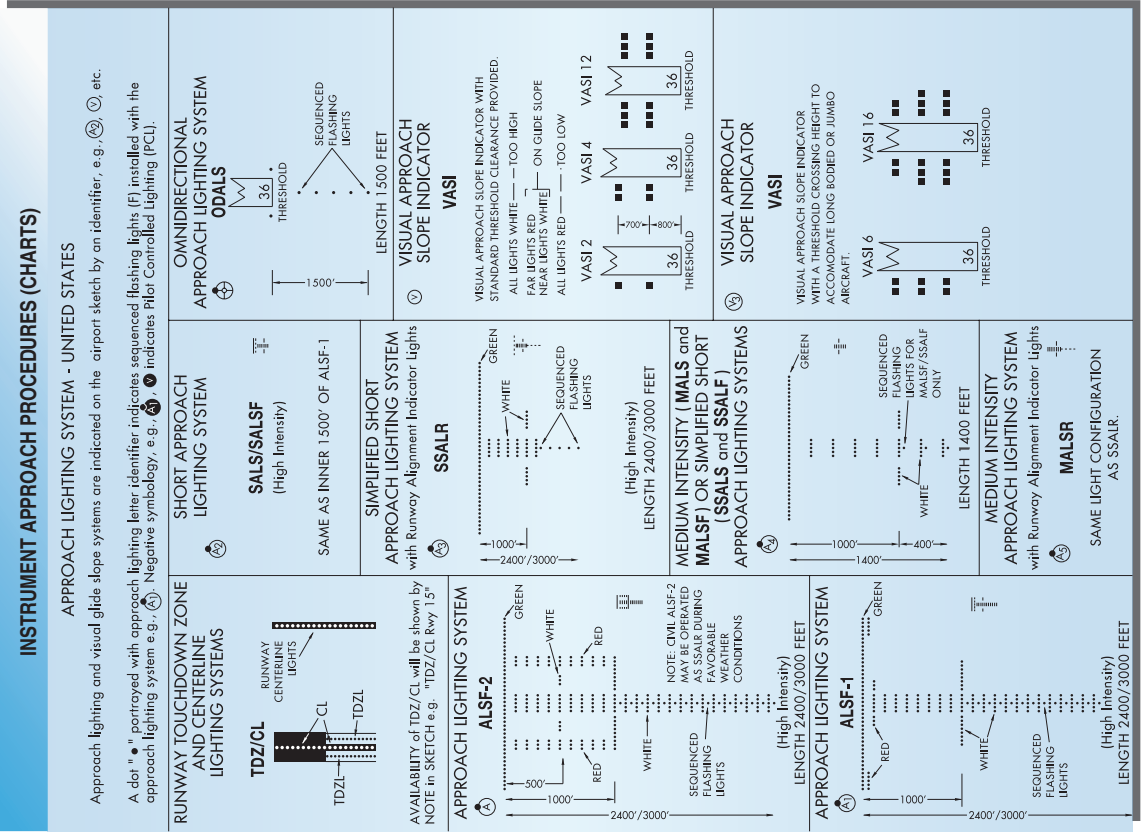 INSTRUMENT APPROACH PROCEDURES (CHARTS)
APPROACH LIGHTING SYSTEM - UNITED STATES
Approach lighting and visual glide slope systems are indicated on the airport sketch by an identifier, e.g., A2, V, etc.
A dot " ● " portrayed with approach lighting letter identifier indicates sequenced flashing lights (F) installed with the
approach lighting system e.g., A1. Negative symbology, e.g., A1, V indicates Pilot Controlled Lighting (PCL).
RUNWAY TOUCHDOWN ZONE
AND CENTERLINE
LIGHTING SYSTEMS
TDZ/CL
RUNWAY
CENTERLINE
LIGHTS
CL
TDZL
TDZL
AVAILABILITY of TDZ/CL will be shown by
NOTE in SKETCH e.g. "TDZ/CL Rwy 15"
A
APPROACH LIGHTING SYSTEM
ALSF-2
GREEN
500'
1000'
2400'/3000'
WHITE
RED
RED
WHITE
SEQUENCED
FLASHING
LIGHTS
NOTE: CIVIL ALSF-2
MAY BE OPERATED
AS SSALR DURING
FAVORABLE
WEATHER
CONDITIONS
(High Intensity)
LENGTH 2400/3000 FEET
A1
APPROACH LIGHTING SYSTEM
ALSF-1
GREEN
RED
1000'
2400'/3000'
WHITE
SEQUENCED
FLASHING
LIGHTS
(High Intensity)
LENGTH 2400/3000 FEET
A2
SHORT APPROACH
LIGHTING SYSTEM
SALS/SALSF
(High Intensity)
SAME AS INNER 1500' OF ALSF-1
A3
SIMPLIFIED SHORT
APPROACH LIGHTING SYSTEM
with Runway Alignment Indicator Lights
SSALR
GREEN
WHITE
1000'
2400'/3000'
SEQUENCED
FLASHING
LIGHTS
(High Intensity)
LENGTH 2400/3000 FEET
A4
MEDIUM INTENSITY ( MALS and
MALSF ) OR SIMPLIFIED SHORT
( SSALS and SSALF )
APPROACH LIGHTING SYSTEMS
GREEN
1000'
400'
1400'
WHITE
SEQUENCED
FLASHING
LIGHTS FOR
MALSF/SSALF
ONLY
LENGTH 1400 FEET
A5
MEDIUM INTENSITY
APPROACH LIGHTING SYSTEM
with Runway Alignment Indicator Lights
MALSR
SAME LIGHT CONFIGURATION
AS SSALR.
OMNIDIRECTIONAL
APPROACH LIGHTING SYSTEM
ODALS
36
THRESHOLD
1500'
SEQUENCED
FLASHING
LIGHTS
LENGTH 1500 FEET
V
VISUAL APPROACH
SLOPE INDICATOR
VASI
VISUAL APPROACH SLOPE INDICATOR WITH
STANDARD THRESHOLD CLEARANCE PROVIDED.
ALL LIGHTS WHITE — TOO HIGH
FAR LIGHTS RED
NEAR LIGHTS WHITE — ON GLIDE SLOPE
ALL LIGHTS RED — TOO LOW
VASI 2
VASI 4
VASI 12
700'
800'
36
36
36
THRESHOLD
THRESHOLD
THRESHOLD
V3
VISUAL APPROACH
SLOPE INDICATOR
VASI
VISUAL APPROACH SLOPE INDICATOR
WITH A THRESHOLD CROSSING HEIGHT TO
ACCOMODATE LONG BODIED OR JUMBO
AIRCRAFT.
VASI 6
VASI 16
36
36
THRESHOLD
THRESHOLD